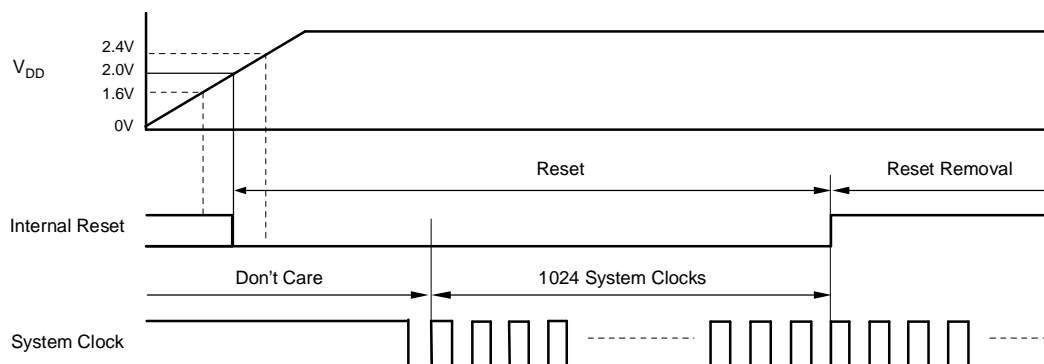 2.4V
V_DD
2.0V
1.6V
0V
Reset
Reset Removal
Internal Reset
Don't Care
1024 System Clocks
System Clock